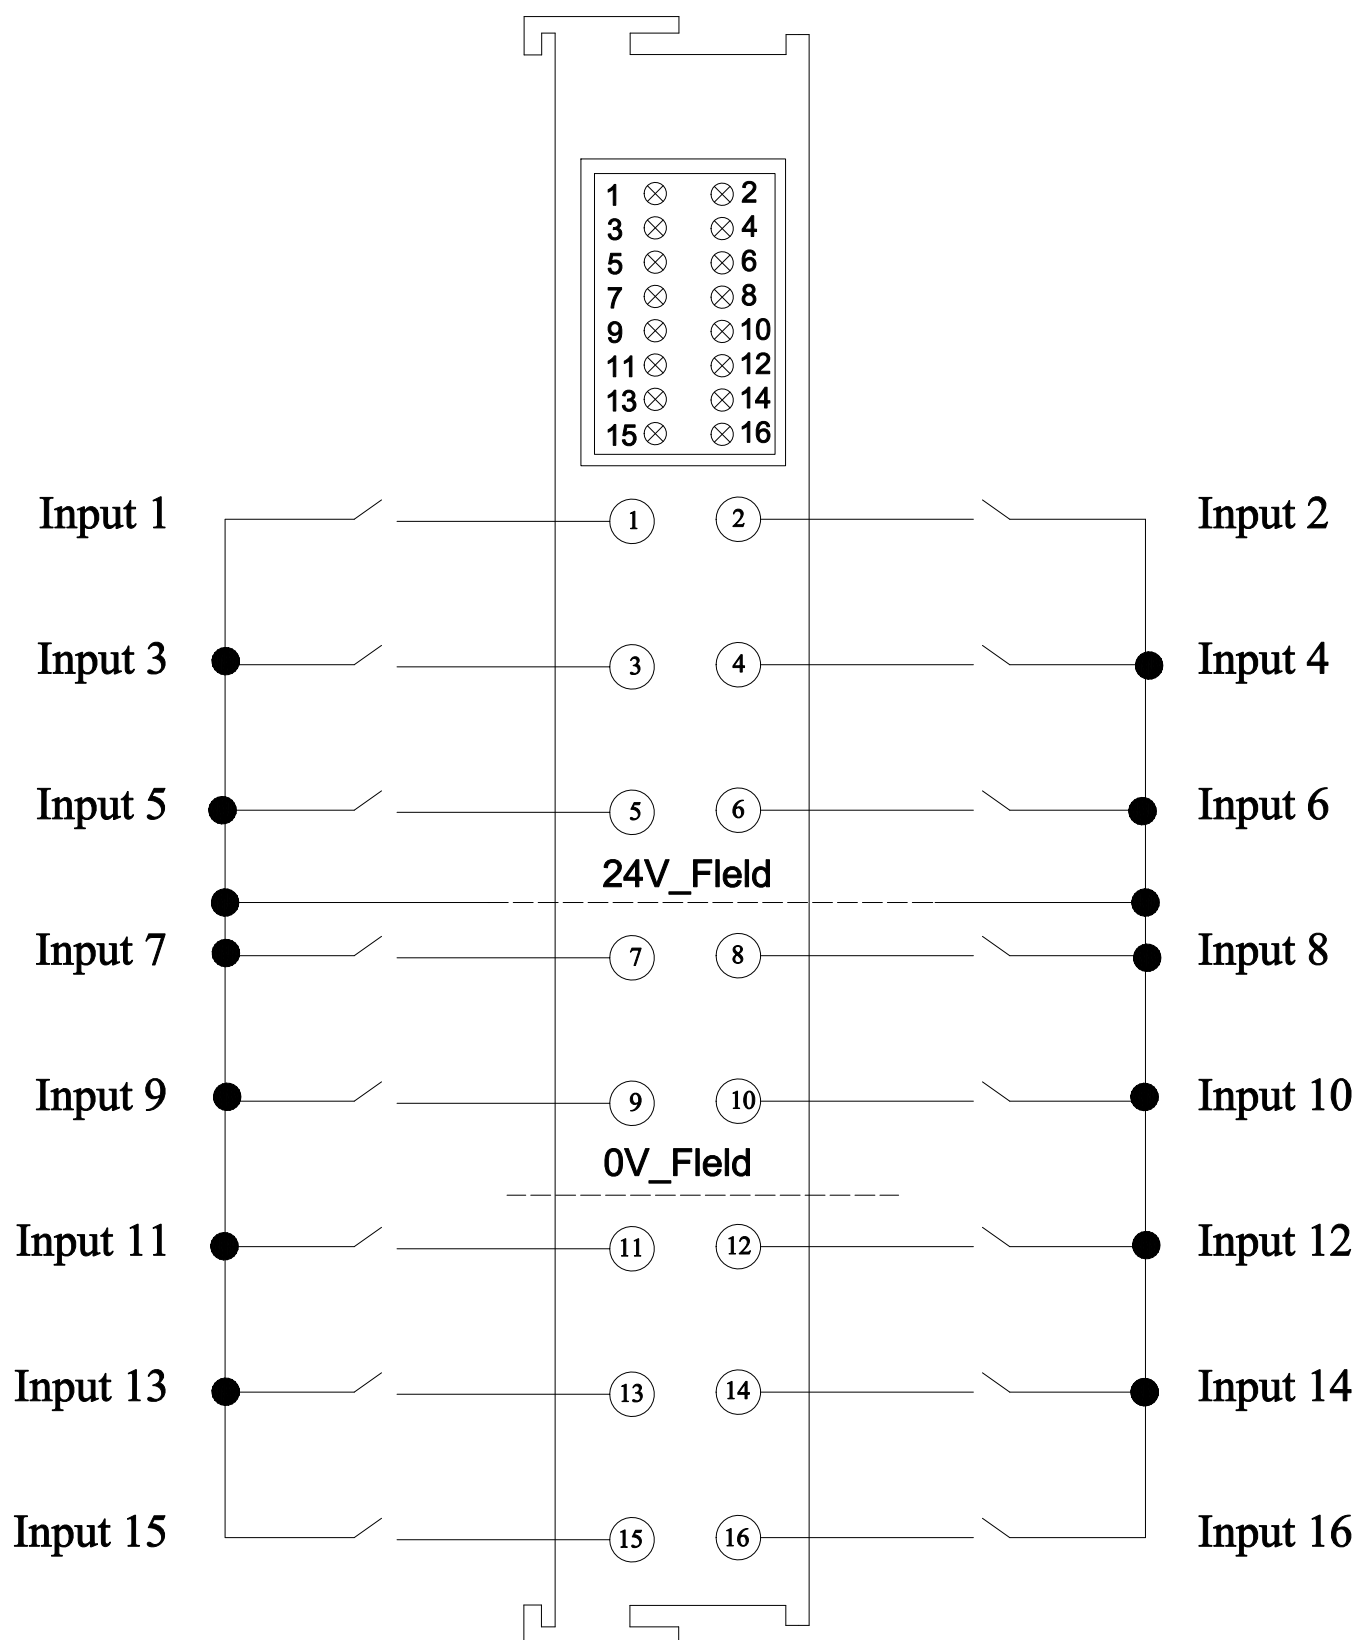 1 2
3 4
5 6
7 8
9 10
11 12
13 14
15 16
Input 1 1 2 Input 2
Input 3 3 4 Input 4
Input 5 5 6 Input 6
24V_FIeld
Input 7 7 8 Input 8
Input 9 9 10 Input 10
0V_FIeld
Input 11 11 12 Input 12
Input 13 13 14 Input 14
Input 15 15 16 Input 16